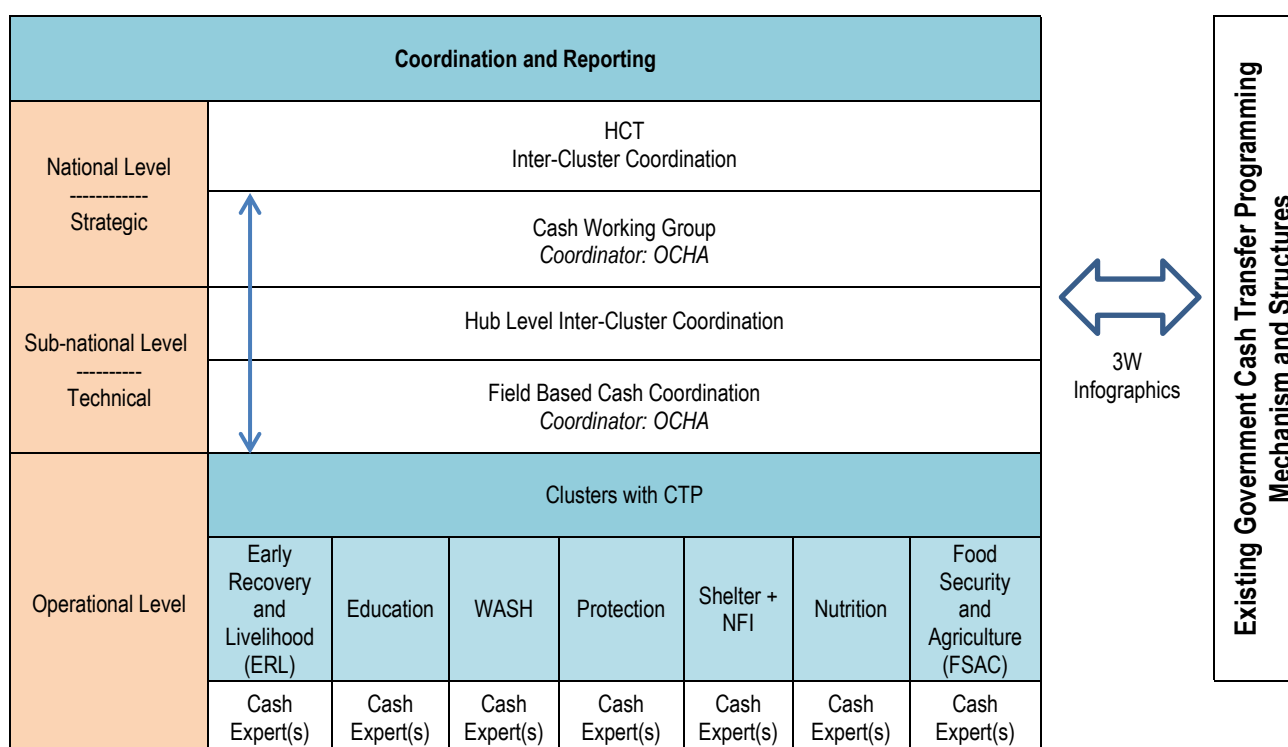 Coordination and Reporting
National Level
------------
Strategic
HCT
Inter-Cluster Coordination
Cash Working Group
Coordinator: OCHA
Sub-national Level
----------
Technical
Hub Level Inter-Cluster Coordination
Field Based Cash Coordination
Coordinator: OCHA
Operational Level
Clusters with CTP
Early
Recovery
and
Livelihood
(ERL)
Education
WASH
Protection
Shelter +
NFI
Nutrition
Food
Security
and
Agriculture
(FSAC)
Cash
Expert(s)
Cash
Expert(s)
Cash
Expert(s)
Cash
Expert(s)
Cash
Expert(s)
Cash
Expert(s)
Cash
Expert(s)
3W
Infographics
Existing Government Cash Transfer Programming
Mechanism and Structures